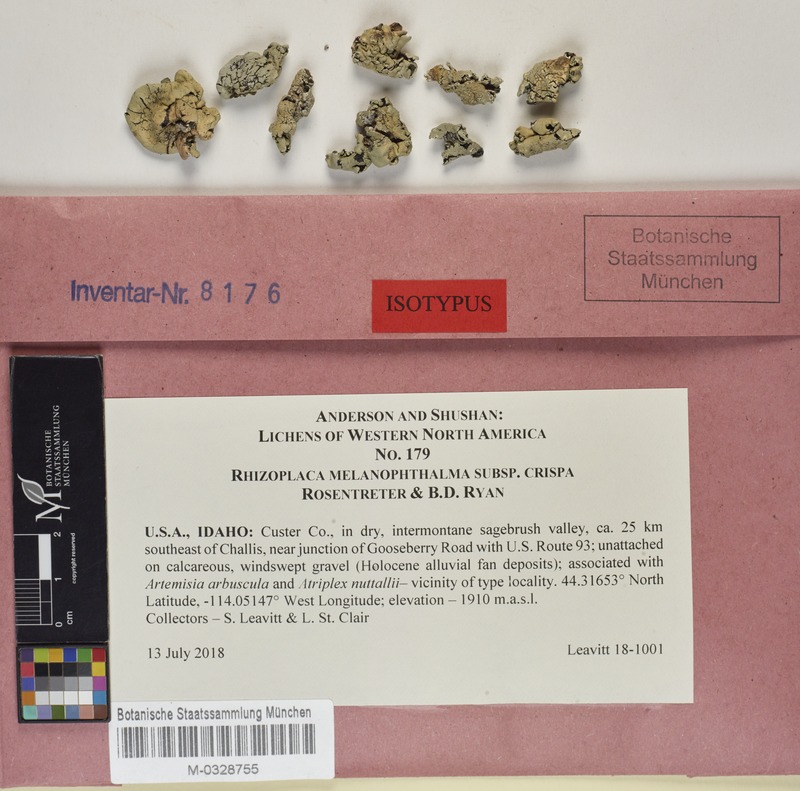 Botanische
Staatssammlung
München
Inventar-Nr. 8176
ISOTYPUS
BOTANISCHE
STAATSSAMMLUNG
MÜNCHEN
0 1 2
cm
copyright reserved
ANDERSON AND SHUSHAN:
LICHENS OF WESTERN NORTH AMERICA
NO. 179
RHIZOPLACA MELANOPHTHALMA SUBSP. CRISPA
ROSENTRETER & B.D. RYAN
U.S.A., IDAHO: Custer Co., in dry, intermontane sagebrush valley, ca. 25 km
southeast of Challis, near junction of Gooseberry Road with U.S. Route 93; unattached
on calcareous, windswept gravel (Holocene alluvial fan deposits); associated with
Artemisia arbuscula and Atriplex nuttallii– vicinity of type locality. 44.31653° North
Latitude, -114.05147° West Longitude; elevation – 1910 m.a.s.l.
Collectors – S. Leavitt & L. St. Clair
13 July 2018 Leavitt 18-1001
Botanische Staatssammlung München
M-0328755